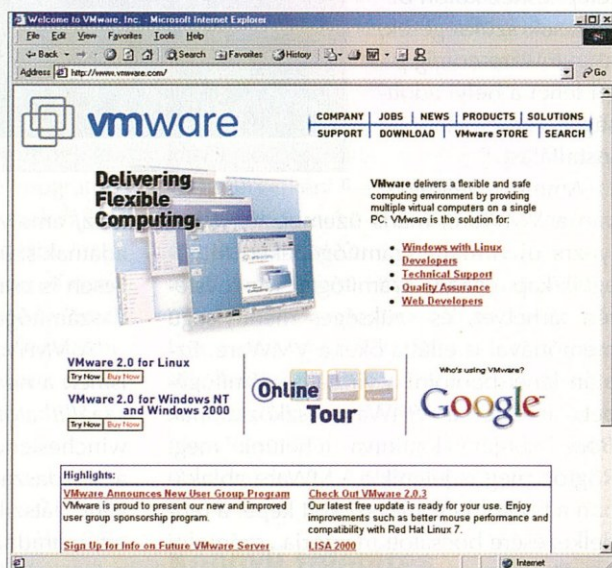 Welcome to VMware, Inc. - Microsoft Internet Explorer
File Edit View Favorites Tools Help
Back Search Favorites History
Address http://www.vmware.com/ Go
vmware
COMPANY | JOBS | NEWS | PRODUCTS | SOLUTIONS
SUPPORT | DOWNLOAD | VMware STORE | SEARCH
Delivering
Flexible
Computing.
VMware delivers a flexible and safe
computing environment by providing
multiple virtual computers on a single
PC. VMware is the solution for:
Windows with Linux
Developers
Technical Support
Quality Assurance
Web Developers
VMware 2.0 for Linux
Try Now Buy Now
VMware 2.0 for Windows NT
and Windows 2000
Try Now Buy Now
Online
Tour
Who's using VMware?
Google
Highlights:
VMware Announces New User Group Program
VMware is proud to present our new and improved
user group sponsorship program.
Sign Up for Info on Future VMware Server
Check Out VMware 2.0.3
Our latest free update is ready for your use. Enjoy
improvements such as better mouse performance and
compatibility with Red Hat Linux 7.
LISA 2000
Internet